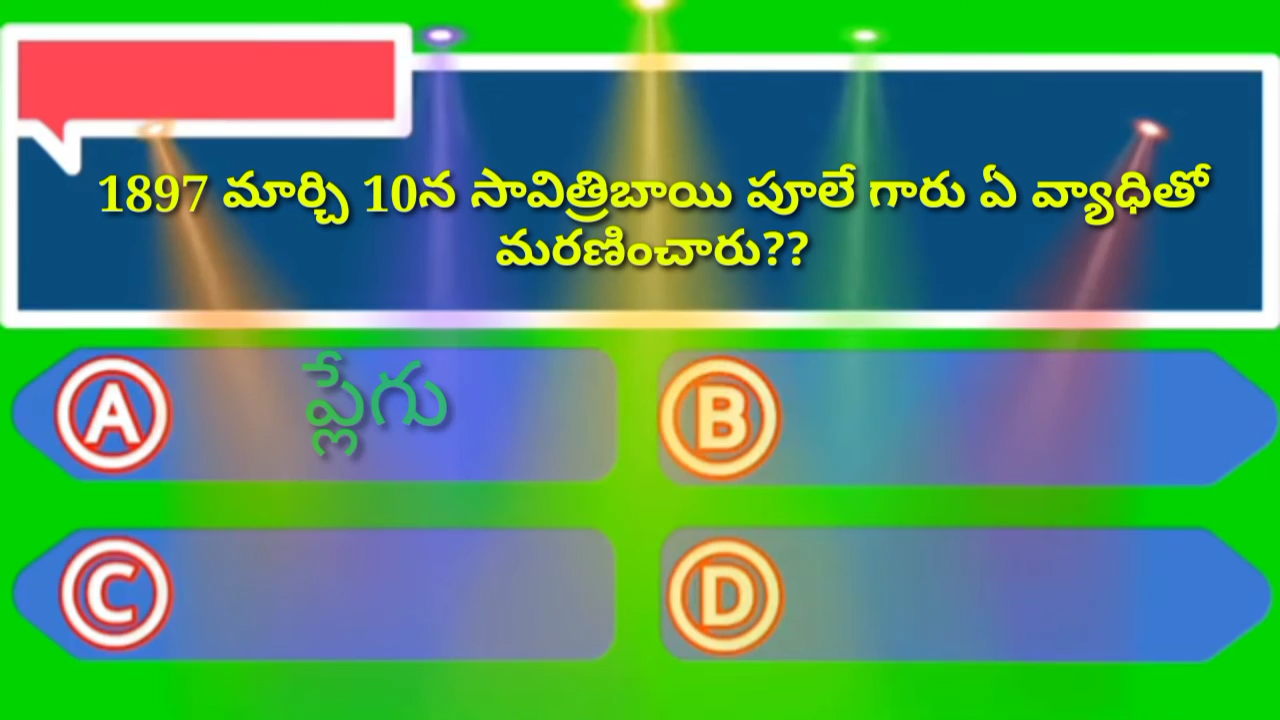 1897 మార్చి 10న సావిత్రిబాయి పూలే గారు ఏ వ్యాధితో
మరణించారు??
A ప్లేగు
B
C
D